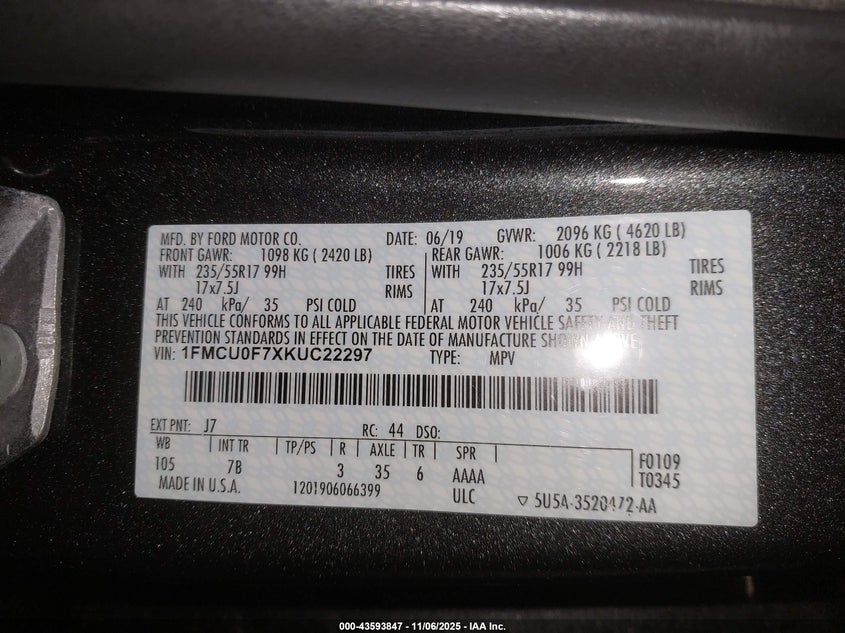 MFD. BY FORD MOTOR CO. DATE: 06/19 GVWR: 2096 KG ( 4620 LB)
FRONT GAWR: 1098 KG ( 2420 LB) REAR GAWR: 1006 KG ( 2218 LB)
WITH 235/55R17 99H TIRES WITH 235/55R17 99H TIRES
17x7.5J RIMS 17x7.5J RIMS
AT 240 kPa/ 35 PSI COLD AT 240 kPa/ 35 PSI COLD
THIS VEHICLE CONFORMS TO ALL APPLICABLE FEDERAL MOTOR VEHICLE SAFETY AND THEFT
PREVENTION STANDARDS IN EFFECT ON THE DATE OF MANUFACTURE SHOWN ABOVE.
VIN: 1FMCU0F7XKUC22297 TYPE: MPV
EXT PNT: J7 RC: 44 DSO:
WB INT TR TP/PS R AXLE TR SPR
105 7B 3 35 6 AAAA F0109
T0345
MADE IN U.S.A. 1201906066399 ULC ▽ 5U5A-3520472-AA
000-43593847 - 11/06/2025 - IAA Inc.